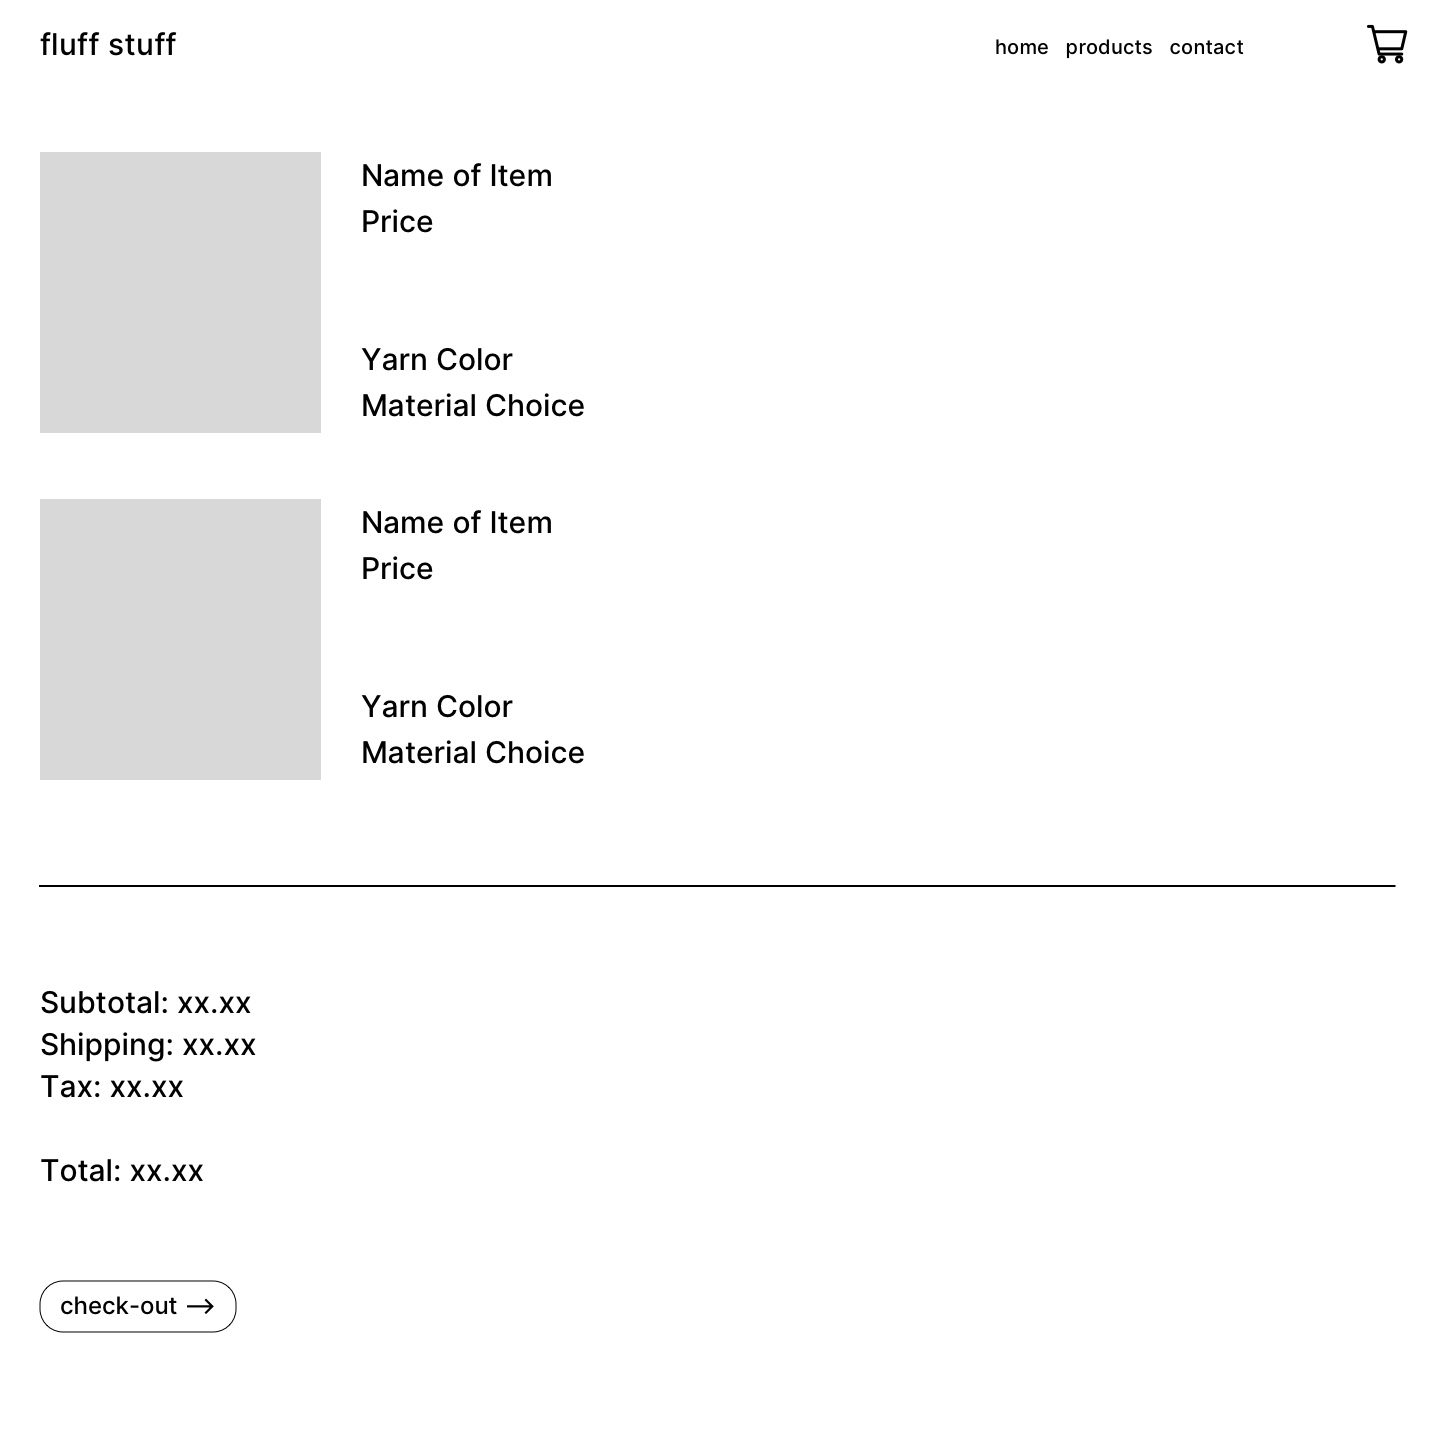 fluff stuff
home products contact
Name of Item
Price
Yarn Color
Material Choice
Name of Item
Price
Yarn Color
Material Choice
Subtotal: xx.xx
Shipping: xx.xx
Tax: xx.xx
Total: xx.xx
check-out →